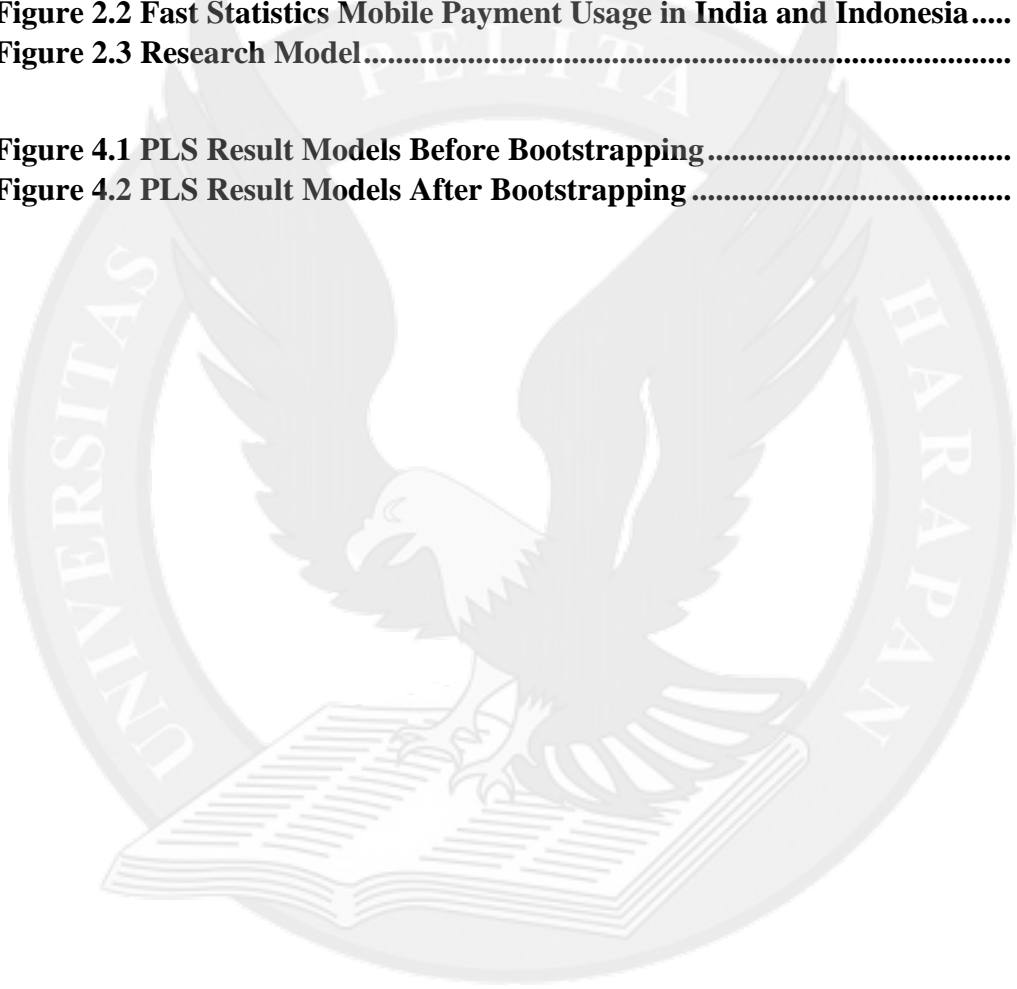 Figure 2.2 Fast Statistics Mobile Payment Usage in India and Indonesia.....
Figure 2.3 Research Model...................................................................................
Figure 4.1 PLS Result Models Before Bootstrapping.......................................
Figure 4.2 PLS Result Models After Bootstrapping.........................................
UNIVERSITAS PELITA HARAPAN